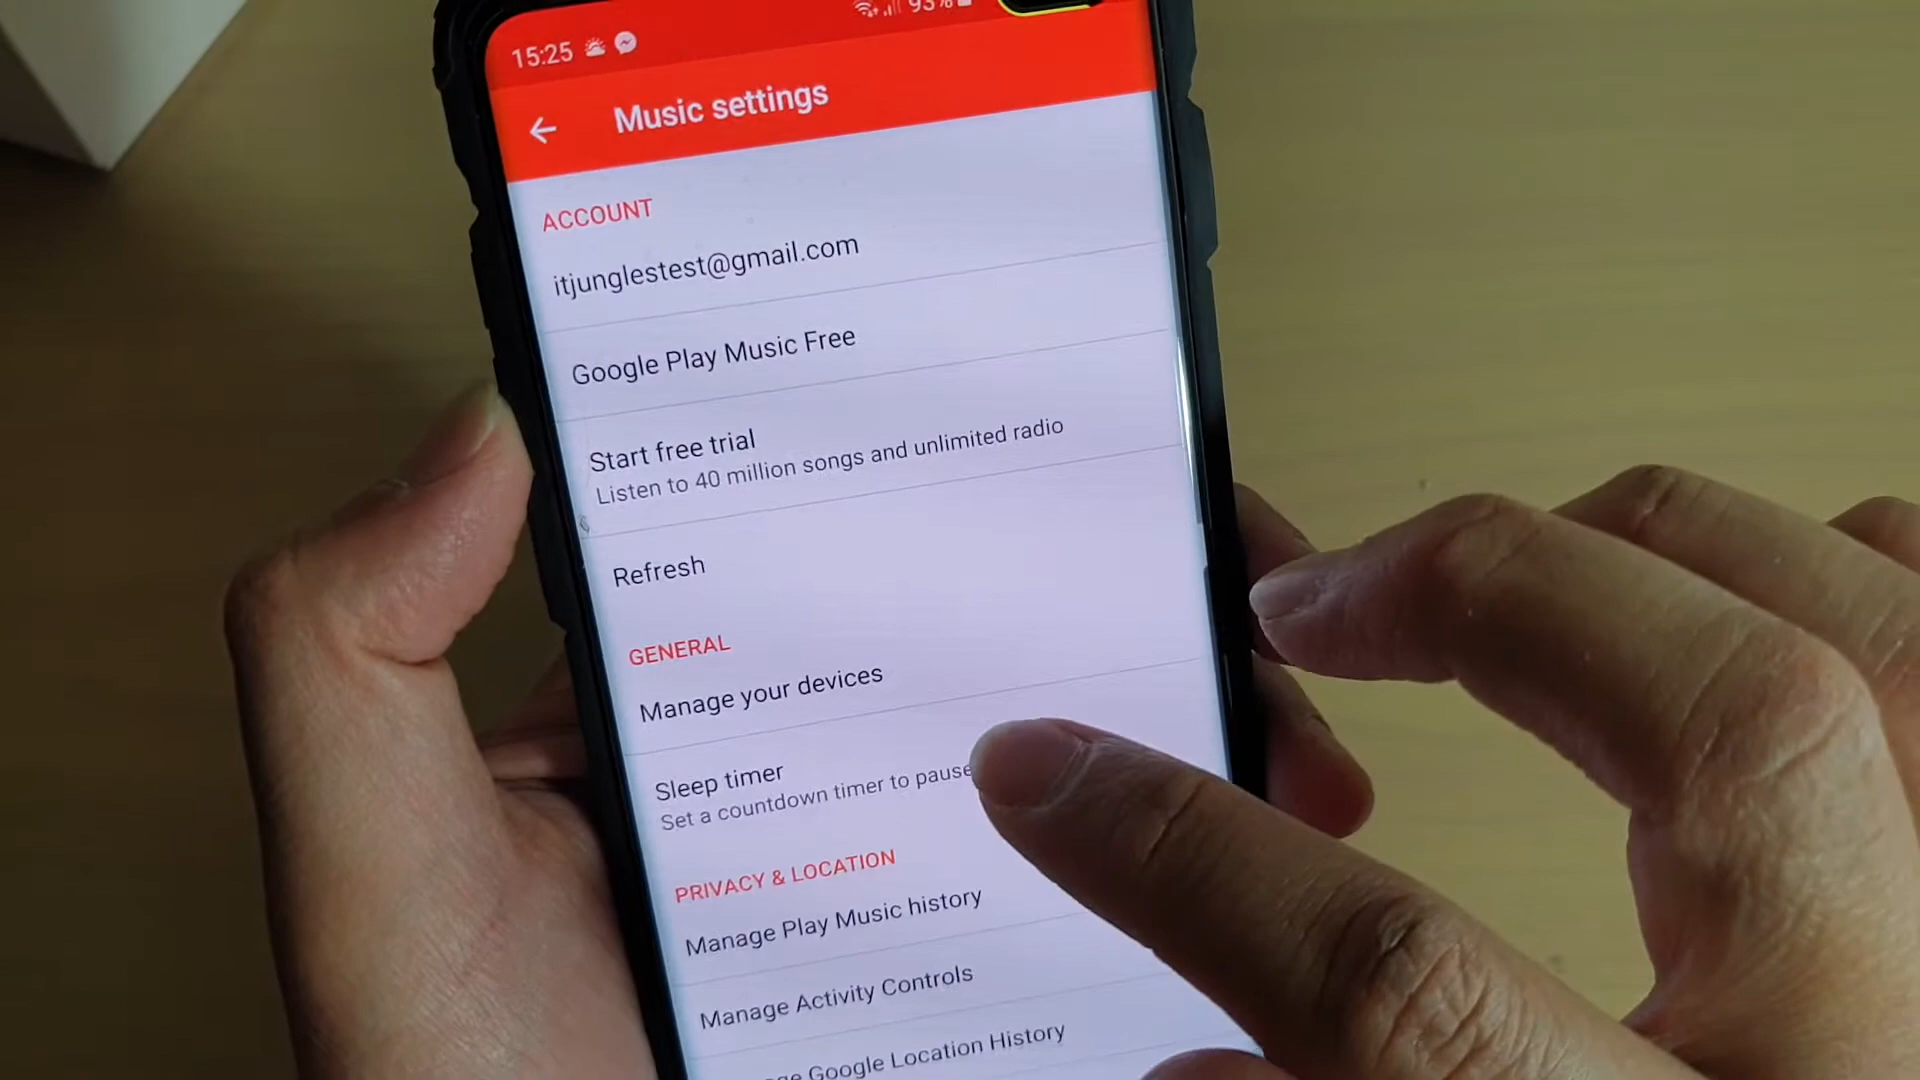 15:25 93%
Music settings
ACCOUNT
itjunglestest@gmail.com
Google Play Music Free
Start free trial
Listen to 40 million songs and unlimited radio
Refresh
GENERAL
Manage your devices
Sleep timer
Set a countdown timer to pause
PRIVACY & LOCATION
Manage Play Music history
Manage Activity Controls
Google Location History